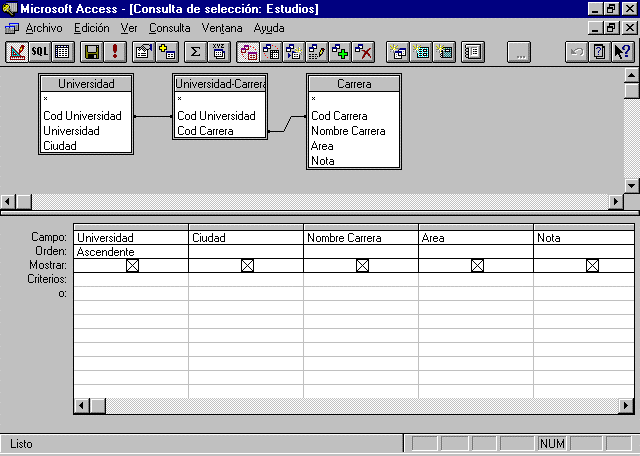 Microsoft Access - [Consulta de selección: Estudios]
Archivo Edición Ver Consulta Ventana Ayuda
SQL
Universidad Universidad-Carrera Carrera
* * *
Cod Universidad Cod Universidad Cod Carrera
Universidad Cod Carrera Nombre Carrera
Ciudad Area
Nota
Campo: Universidad Ciudad Nombre Carrera Area Nota
Orden: Ascendente
Mostrar:
Criterios:
o:
Listo NUM